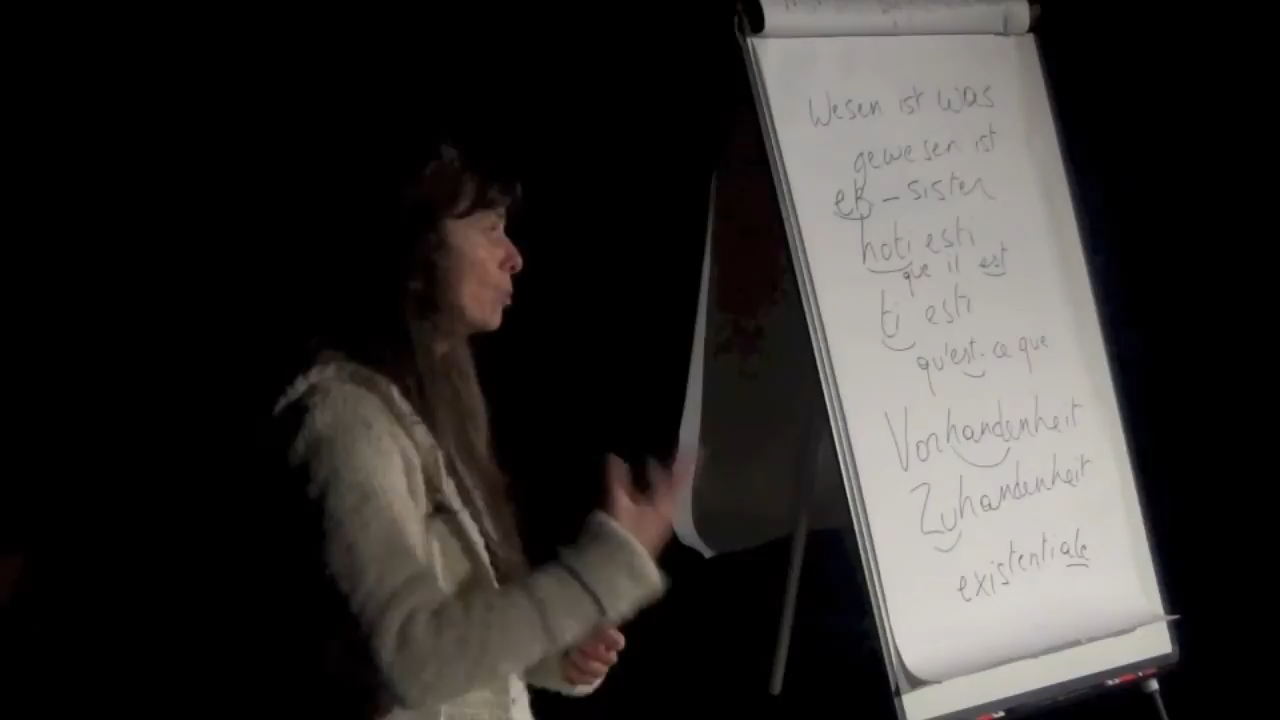 Wesen ist was
gewesen ist
ek-sisten
hoti esti
que il est
ti esti
qu'est-ce que
Vorhandenheit
Zuhandenheit
existentiale